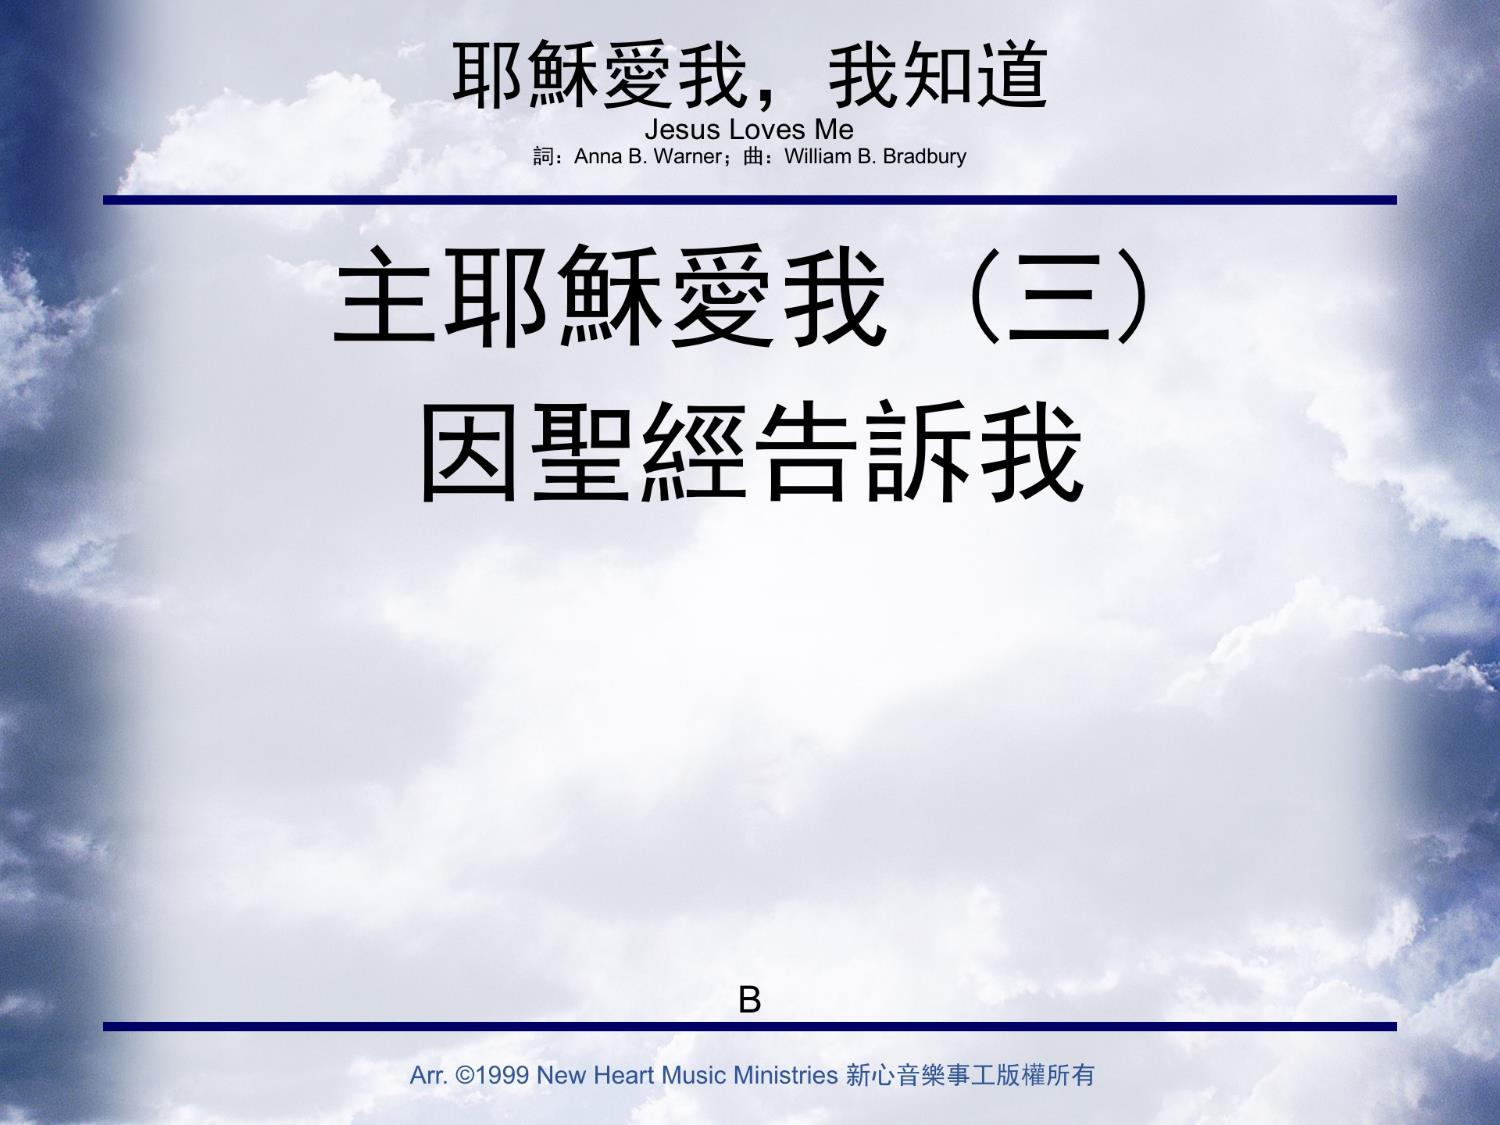 耶穌愛我，我知道
Jesus Loves Me
詞：Anna B. Warner；曲：William B. Bradbury
主耶穌愛我（三）
因聖經告訴我
B
Arr. ©1999 New Heart Music Ministries 新心音樂事工版權所有